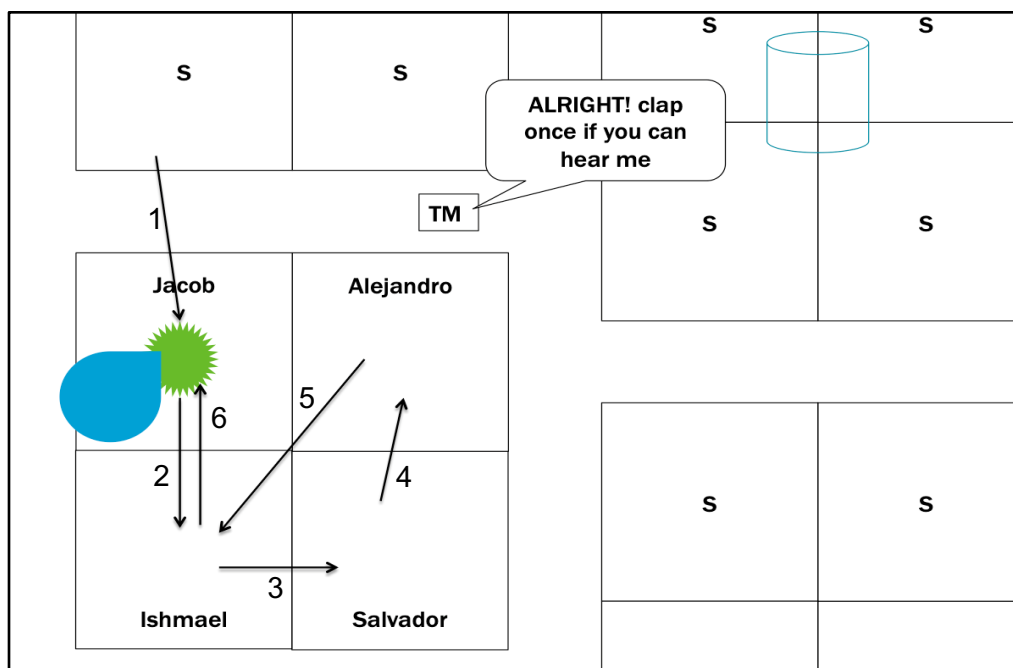 S
S
S
S
ALRIGHT! clap
once if you can
hear me
TM
S
S
1
Jacob
Alejandro
5
6
2
4
S
S
3
Ishmael
Salvador